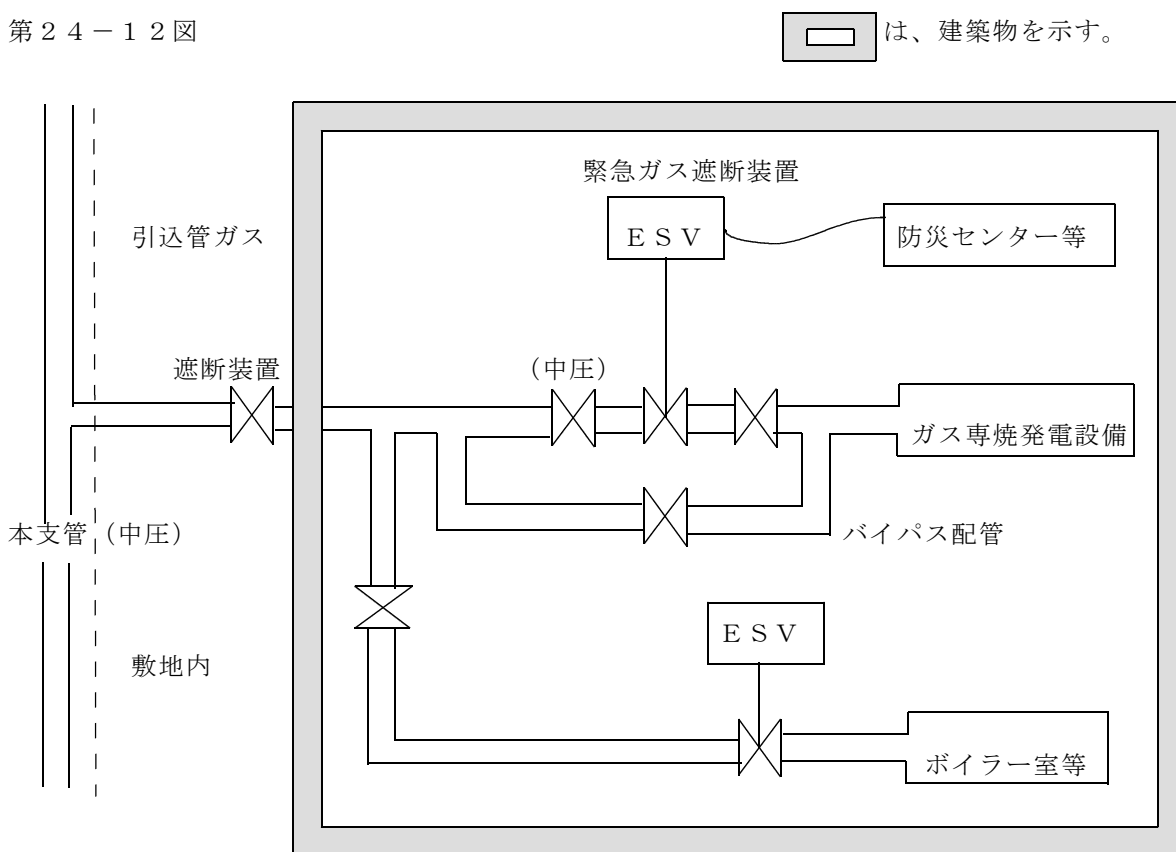 第２４－１２図
は、建築物を示す。
緊急ガス遮断装置
ＥＳＶ
防災センター等
引込管ガス
遮断装置
（中圧）
ガス専焼発電設備
本支管（中圧）
バイパス配管
ＥＳＶ
敷地内
ボイラー室等